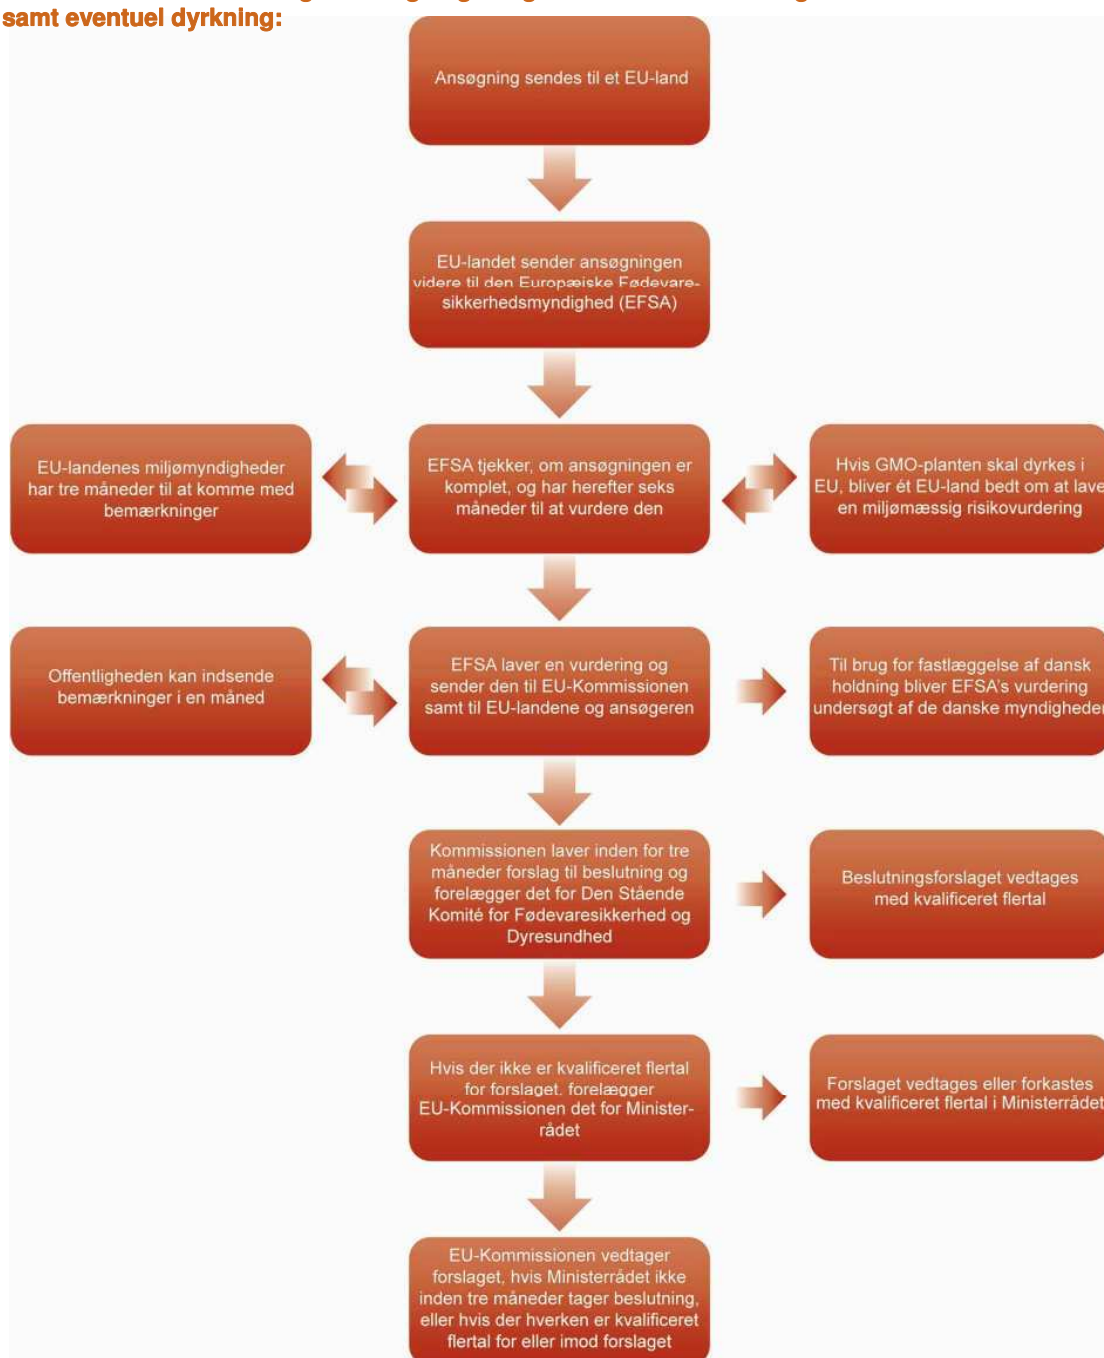 samt eventuel dyrkning:
Ansøgning sendes til et EU-land
EU-landet sender ansøgningen
videre til den Europæiske Fødevare-
sikkerhedsmyndighed (EFSA)
EU-landenes miljømyndigheder
har tre måneder til at komme med
bemærkninger
EFSA tjekker, om ansøgningen er
komplet, og har herefter seks
måneder til at vurdere den
Hvis GMO-planten skal dyrkes i
EU, bliver ét EU-land bedt om at lave
en miljømæssig risikovurdering
Offentligheden kan indsende
bemærkninger i en måned
EFSA laver en vurdering og
sender den til EU-Kommissionen
samt til EU-landene og ansøgeren
Til brug for fastlæggelse af dansk
holdning bliver EFSA's vurdering
undersøgt af de danske myndigheder
Kommissionen laver inden for tre
måneder forslag til beslutning og
forelægger det for Den Stående
Komité for Fødevaresikkerhed og
Dyresundhed
Beslutningsforslaget vedtages
med kvalificeret flertal
Hvis der ikke er kvalificeret flertal
for forslaget, forelægger
EU-Kommissionen det for Minister-
rådet
Forslaget vedtages eller forkastes
med kvalificeret flertal i Ministerrådet
EU-Kommissionen vedtager
forslaget, hvis Ministerrådet ikke
inden tre måneder tager beslutning,
eller hvis der hverken er kvalificeret
flertal for eller imod forslaget